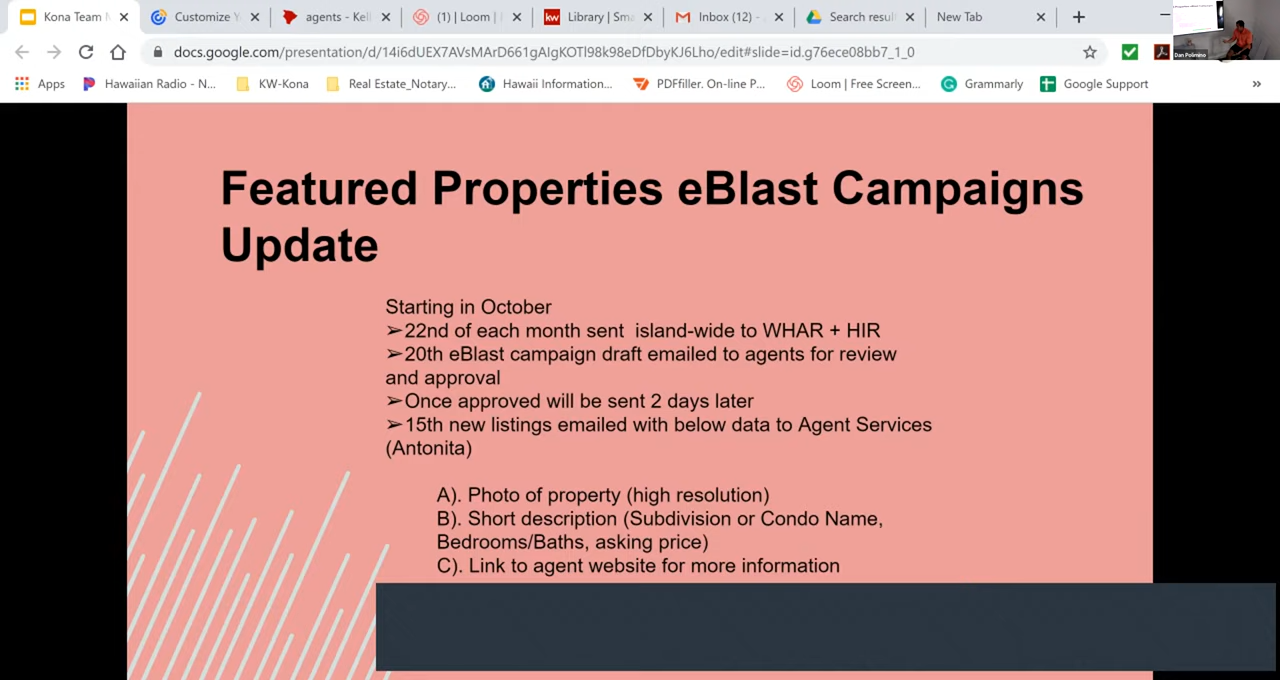 Kona Team
Customize Y
agents - Kell
(1) | Loom |
Library | Sma
Inbox (12) -
Search resul
New Tab
docs.google.com/presentation/d/14i6dUEX7AVsMArD661gAIgKOTl98k98eDfDbyKJ6Lho/edit#slide=id.g76ece08bb7_1_0
Dan Polimino
Apps
Hawaiian Radio - N...
KW-Kona
Real Estate_Notary...
Hawaii Information...
PDFfiller. On-line P...
Loom | Free Screen...
Grammarly
Google Support
»
Featured Properties eBlast Campaigns
Update
Starting in October
➢22nd of each month sent  island-wide to WHAR + HIR
➢20th eBlast campaign draft emailed to agents for review
and approval
➢Once approved will be sent 2 days later
➢15th new listings emailed with below data to Agent Services
(Antonita)
A). Photo of property (high resolution)
B). Short description (Subdivision or Condo Name,
Bedrooms/Baths, asking price)
C). Link to agent website for more information